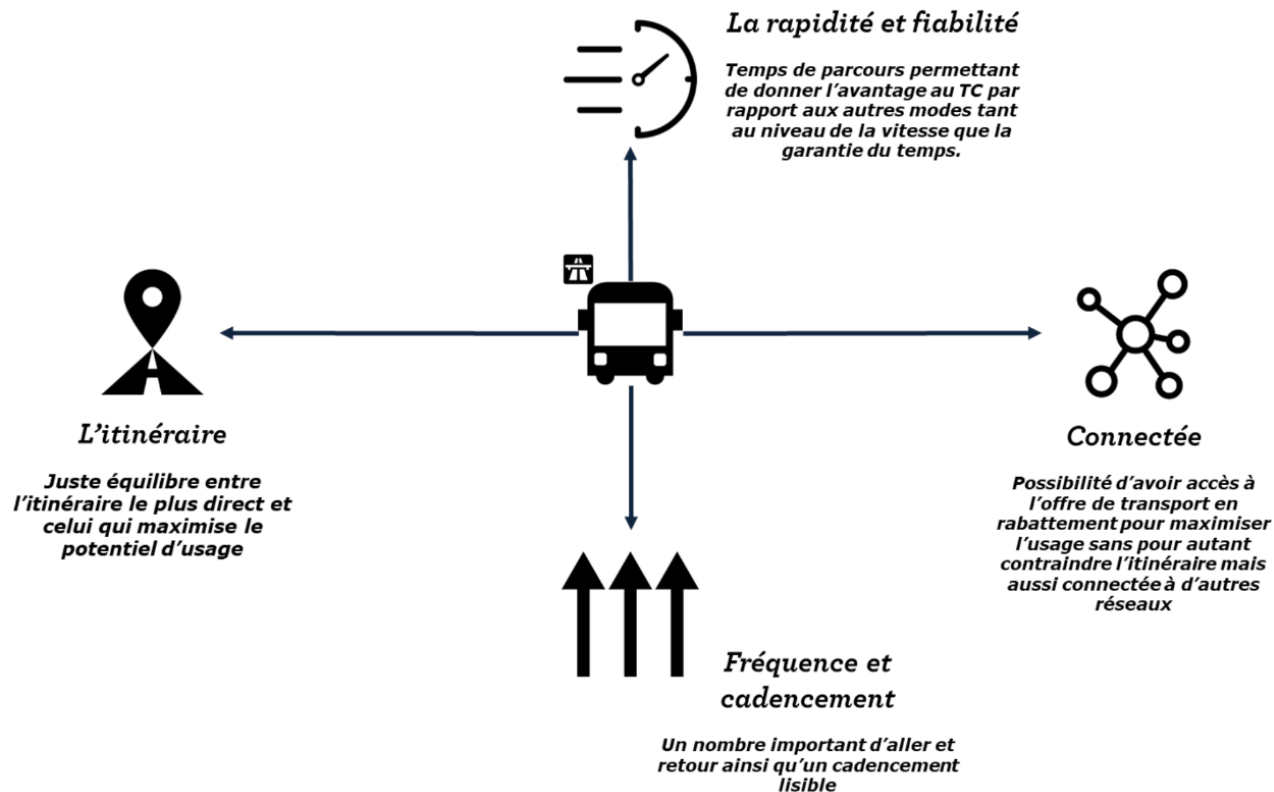 La rapidité et fiabilité
Temps de parcours permettant
de donner l’avantage au TC par
rapport aux autres modes tant
au niveau de la vitesse que la
garantie du temps.
L’itinéraire
Juste équilibre entre
l’itinéraire le plus direct et
celui qui maximise le
potentiel d’usage
Connectée
Possibilité d’avoir accès à
l’offre de transport en
rabattement pour maximiser
l’usage sans pour autant
contraindre l’itinéraire mais
aussi connectée à d’autres
réseaux
Fréquence et
cadencement
Un nombre important d’aller et
retour ainsi qu’un cadencement
lisible